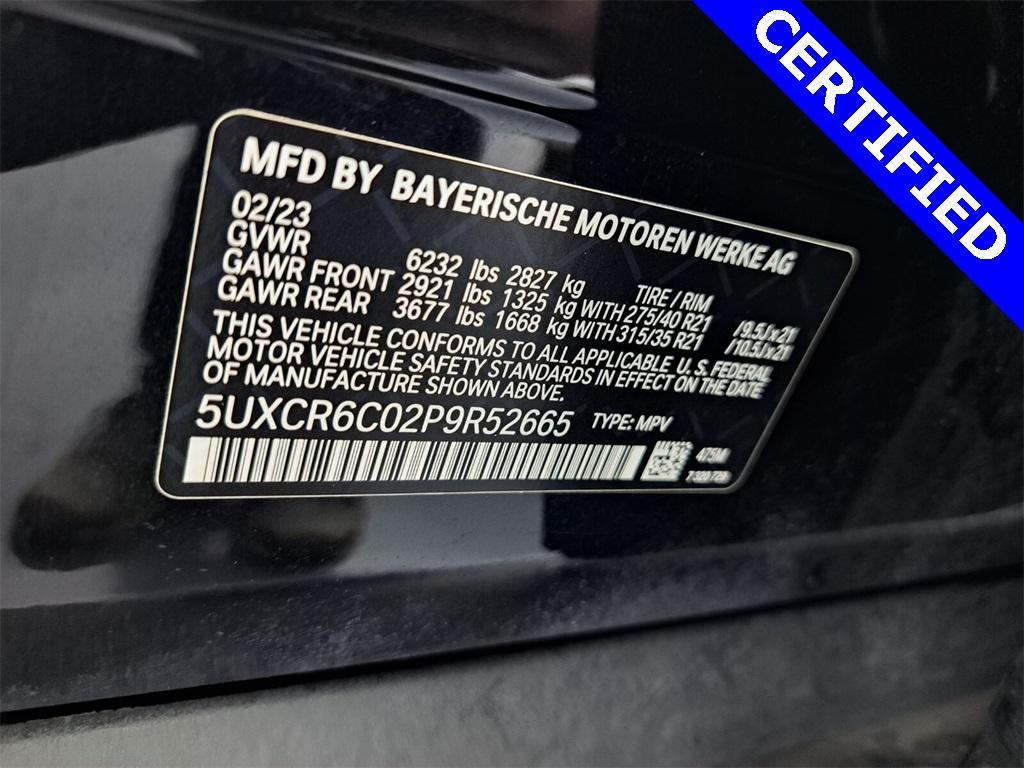 CERTIFIED
MFD BY BAYERISCHE MOTOREN WERKE AG
02/23
GVWR 6232 lbs 2827 kg TIRE / RIM
GAWR FRONT 2921 lbs 1325 kg WITH 275/40 R21 /9.5Jx21
GAWR REAR 3677 lbs 1668 kg WITH 315/35 R21 /10.5Jx21
THIS VEHICLE CONFORMS TO ALL APPLICABLE U.S. FEDERAL
MOTOR VEHICLE SAFETY STANDARDS IN EFFECT ON THE DATE
OF MANUFACTURE SHOWN ABOVE.
5UXCR6C02P9R52665 TYPE: MPV